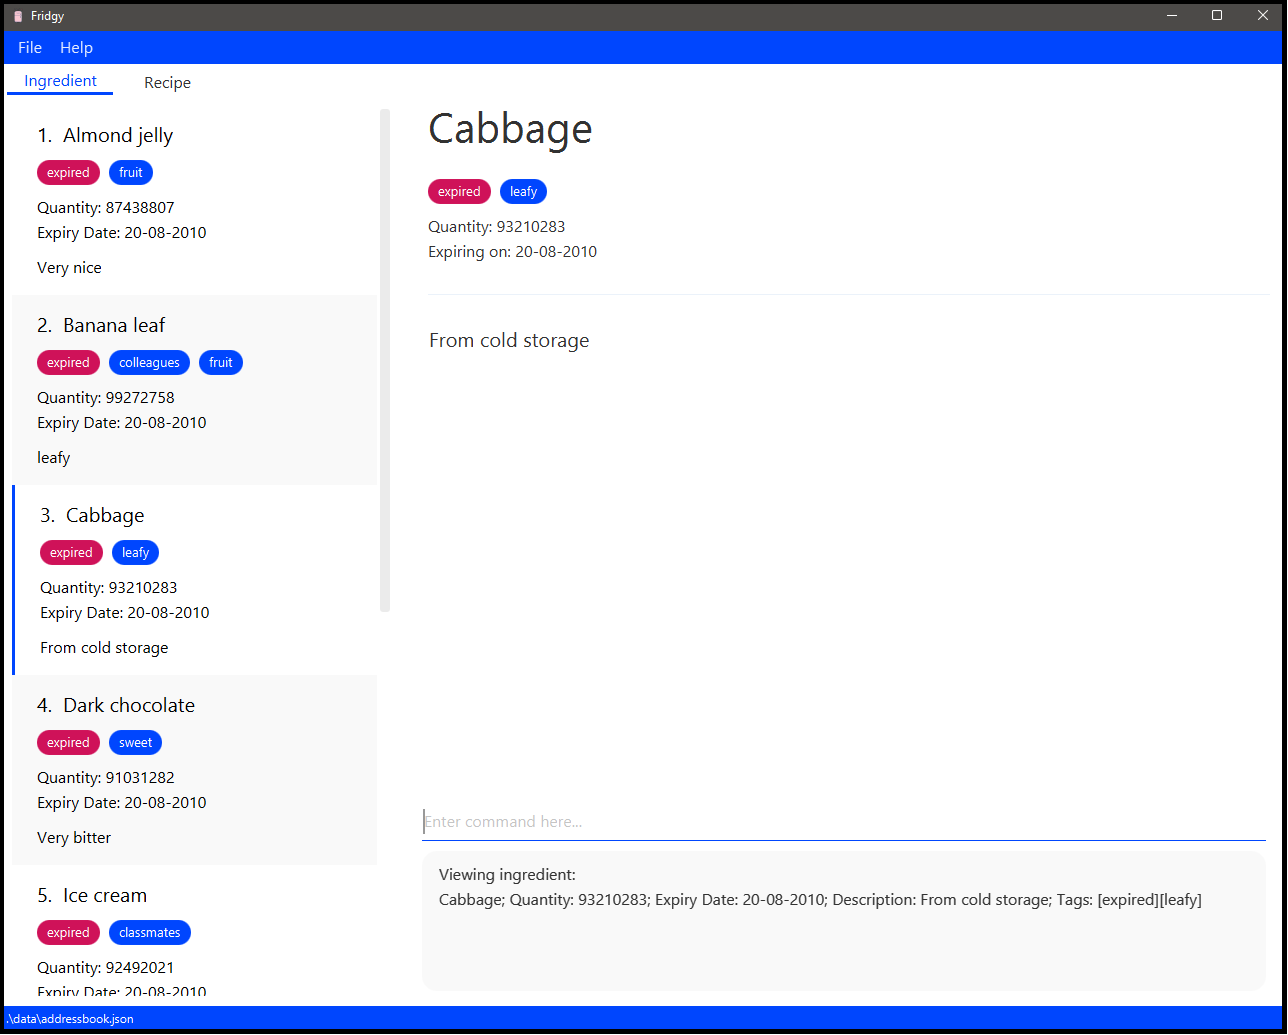 Fridgy
File Help
Ingredient Recipe
1. Almond jelly
expired fruit
Quantity: 87438807
Expiry Date: 20-08-2010
Very nice
2. Banana leaf
expired colleagues fruit
Quantity: 99272758
Expiry Date: 20-08-2010
leafy
3. Cabbage
expired leafy
Quantity: 93210283
Expiry Date: 20-08-2010
From cold storage
4. Dark chocolate
expired sweet
Quantity: 91031282
Expiry Date: 20-08-2010
Very bitter
5. Ice cream
expired classmates
Quantity: 92492021
Expiry Date: 20-08-2010
Cabbage
expired leafy
Quantity: 93210283
Expiring on: 20-08-2010
From cold storage
Enter command here...
Viewing ingredient:
Cabbage; Quantity: 93210283; Expiry Date: 20-08-2010; Description: From cold storage; Tags: [expired][leafy]
.\data\addressbook.json